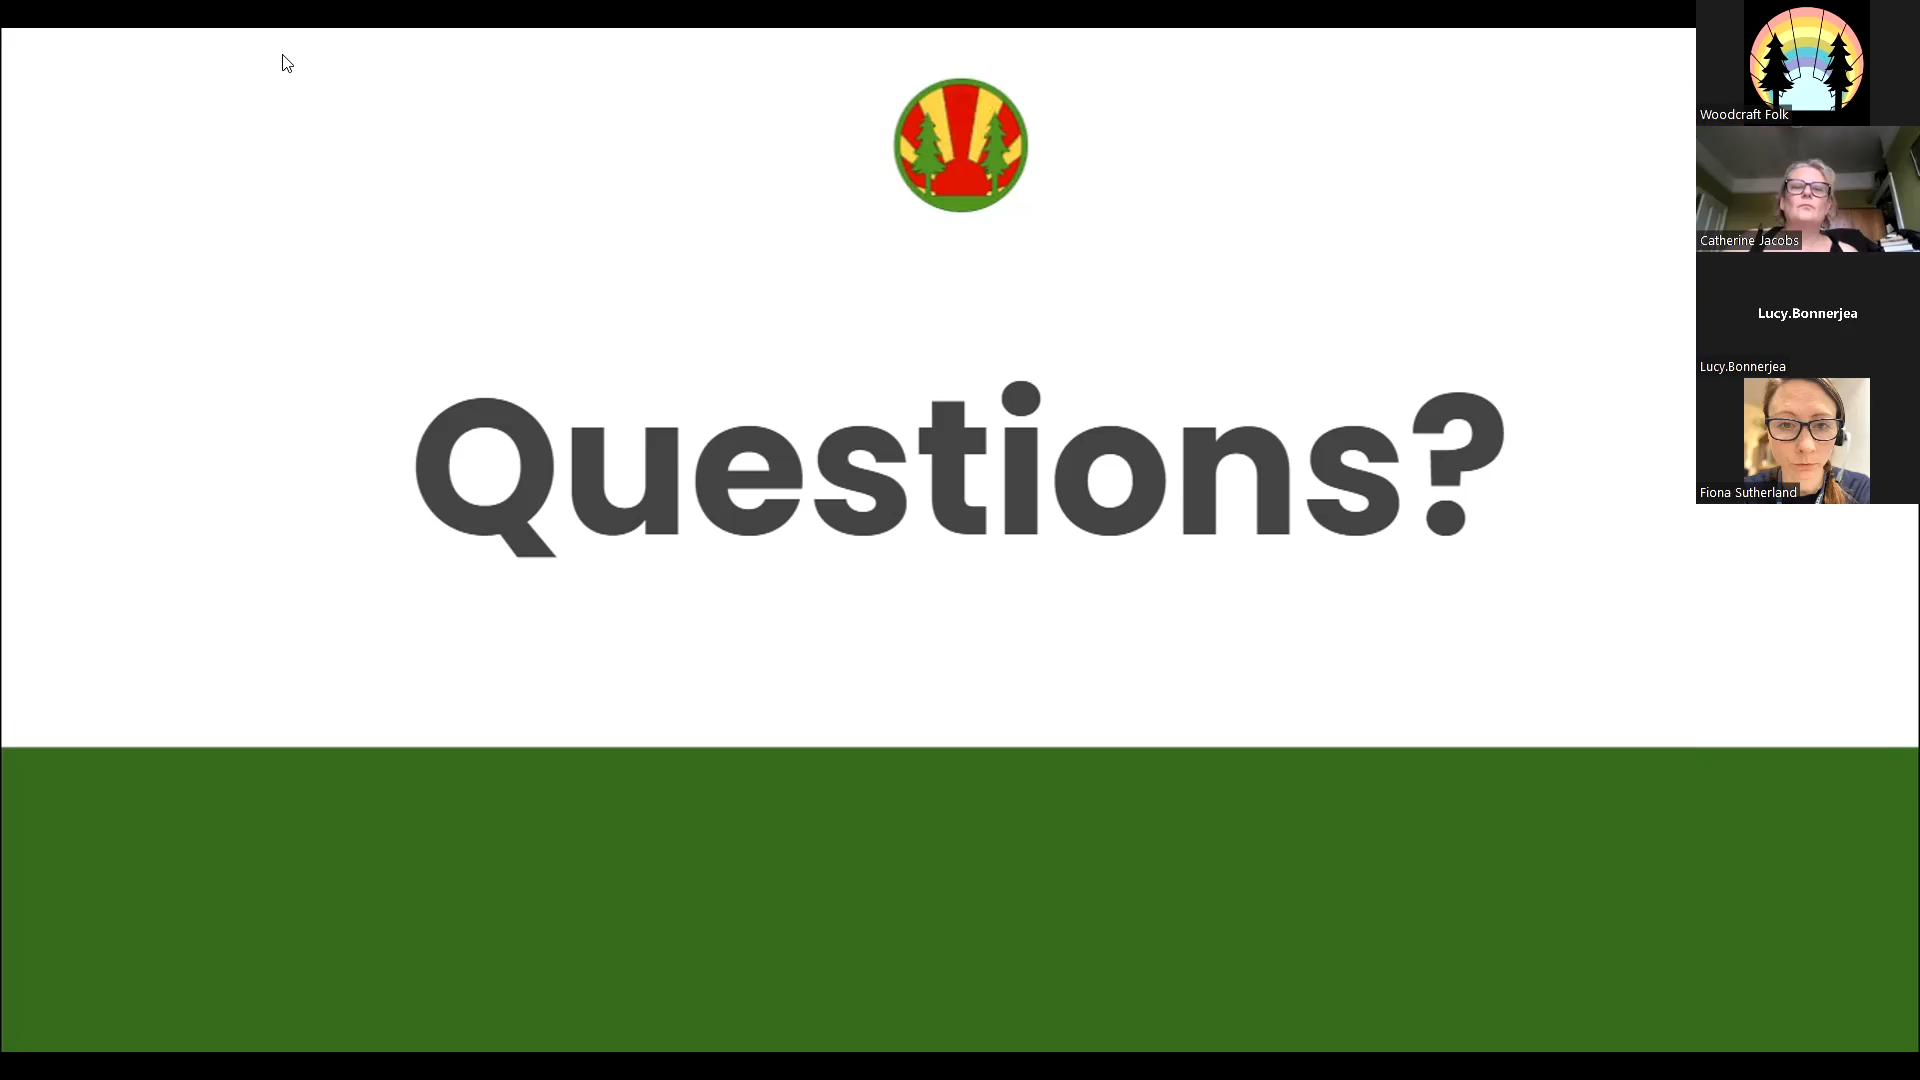 Questions?
Woodcraft Folk
Catherine Jacobs
Lucy.Bonnerjea
Lucy.Bonnerjea
Fiona Sutherland